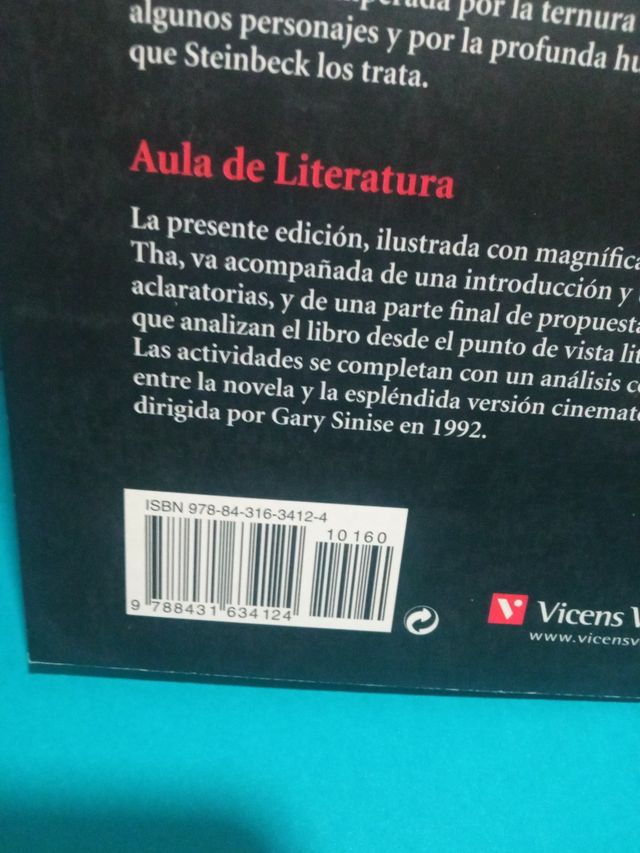 por la ternura
algunos personajes y por la profunda
que Steinbeck los trata.
Aula de Literatura
La presente edición, ilustrada con
Tha, va acompañada de una introducción y
aclaratorias, y de una parte final de
que analizan el libro desde el punto de vista
Las actividades se completan con un análisis
entre la novela y la espléndida versión
dirigida por Gary Sinise en 1992.
ISBN 978-84-316-3412-4
10160
9 788431 634124
Vicens V
www.vicensv